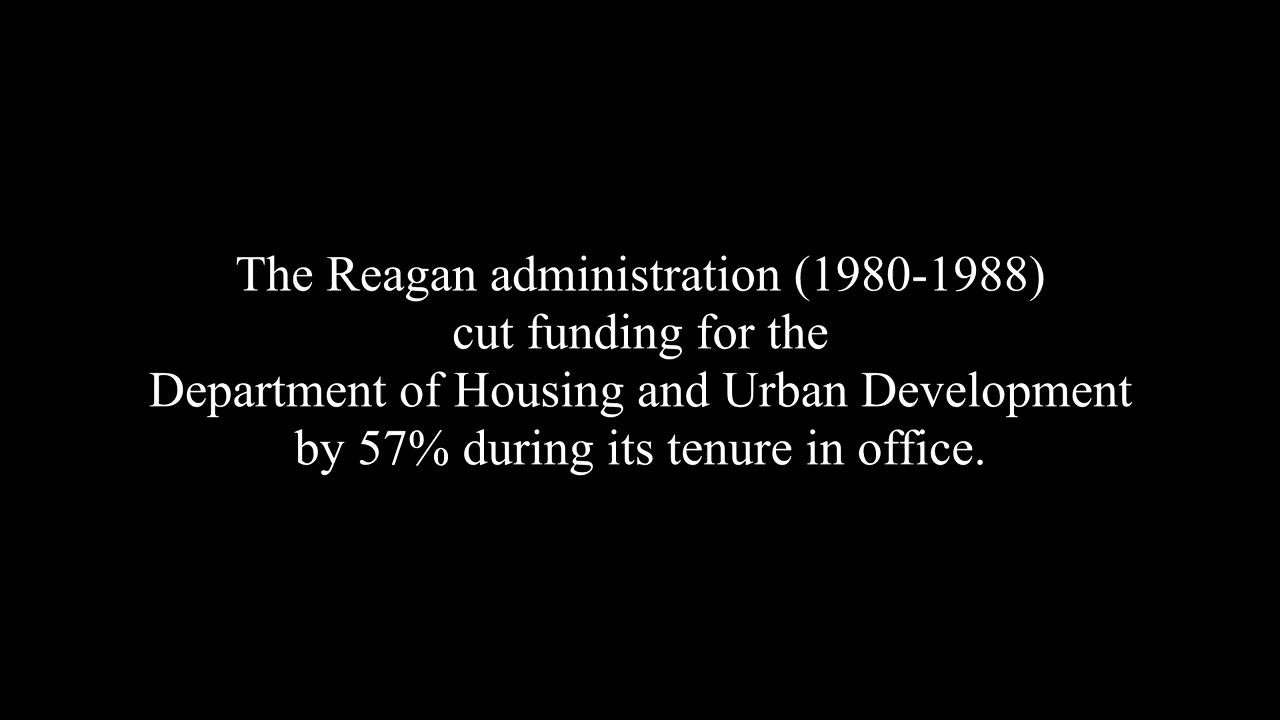 The Reagan administration (1980-1988)
cut funding for the
Department of Housing and Urban Development
by 57% during its tenure in office.